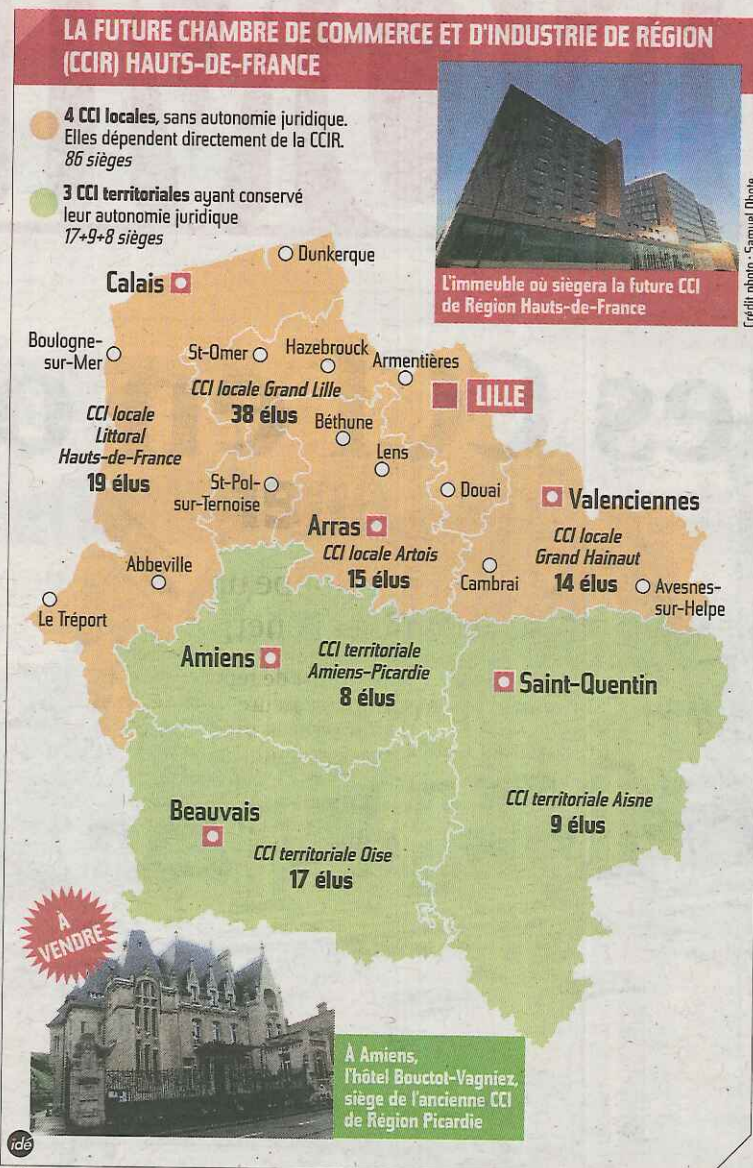 LA FUTURE CHAMBRE DE COMMERCE ET D'INDUSTRIE DE RÉGION
(CCIR) HAUTS-DE-FRANCE
4 CCI locales, sans autonomie juridique.
Elles dépendent directement de la CCIR.
86 sièges
3 CCI territoriales ayant conservé
leur autonomie juridique
17+9+8 sièges
L'immeuble où siègera la future CCI
de Région Hauts-de-France
Crédit photo : Samuel Dhote
Dunkerque
Calais
Boulogne-
sur-Mer
St-Omer
Hazebrouck
Armentières
CCI locale Grand Lille
38 élus
LILLE
CCI locale
Littoral
Hauts-de-France
19 élus
Béthune
Lens
St-Pol-
sur-Ternoise
Douai
Valenciennes
Arras
CCI locale Artois
15 élus
CCI locale
Grand Hainaut
14 élus
Cambrai
Avesnes-
sur-Helpe
Abbeville
Le Tréport
Amiens
CCI territoriale
Amiens-Picardie
8 élus
Saint-Quentin
CCI territoriale Aisne
9 élus
Beauvais
CCI territoriale Oise
17 élus
À
VENDRE
À Amiens,
l'hôtel Bouctot-Vagniez,
siège de l'ancienne CCI
de Région Picardie
idé